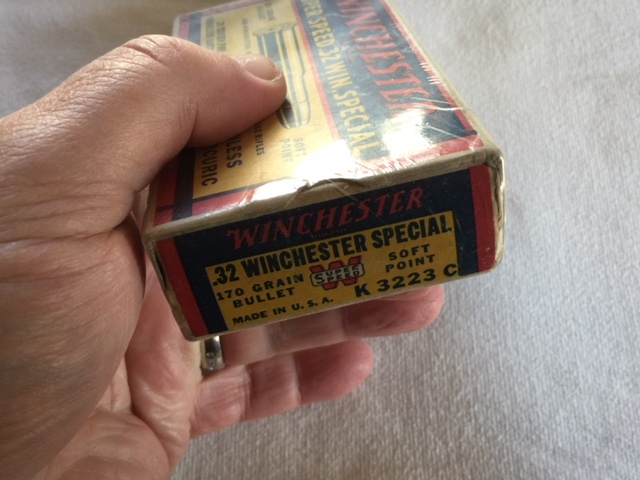 WINCHESTER
SUPER SPEED 32 WIN. SPECIAL
SOFT
POINT
WINCHESTER
.32 WINCHESTER SPECIAL
170 GRAIN
BULLET
SUPER
SPEED
SOFT
POINT
MADE IN U.S.A.
K 3223 C